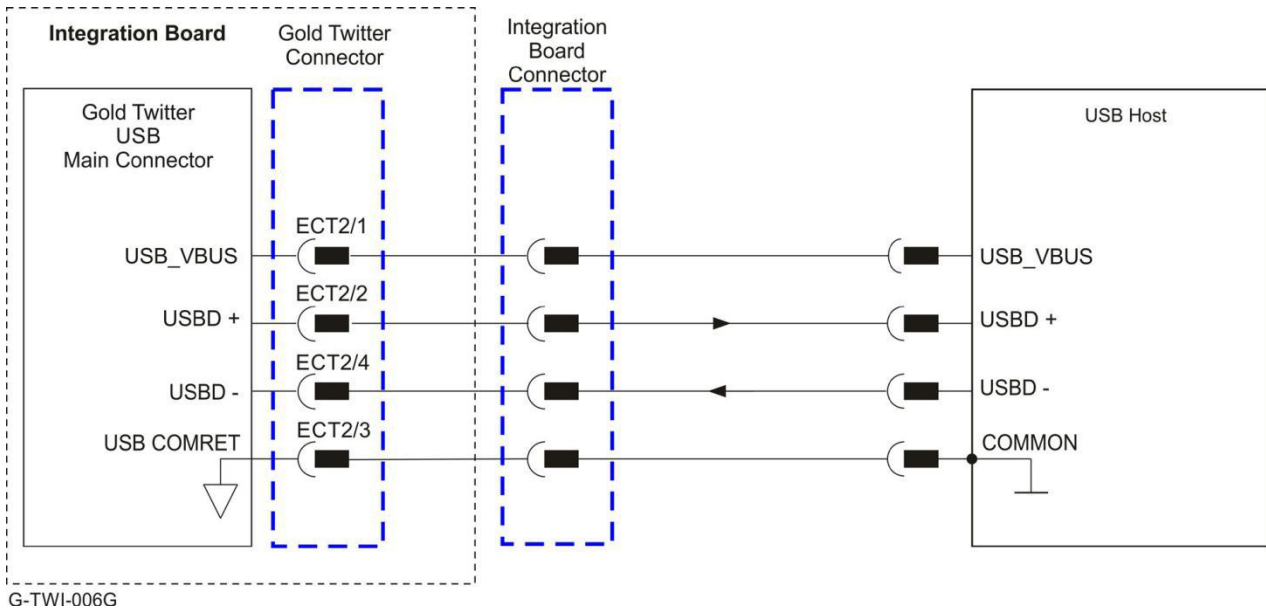 Integration Board
Gold Twitter
Connector
Integration
Board
Connector
Gold Twitter
USB
Main Connector
USB Host
ECT2/1
USB_VBUS
USB_VBUS
ECT2/2
USBD +
USBD +
ECT2/4
USBD -
USBD -
ECT2/3
USB COMRET
COMMON
G-TWI-006G